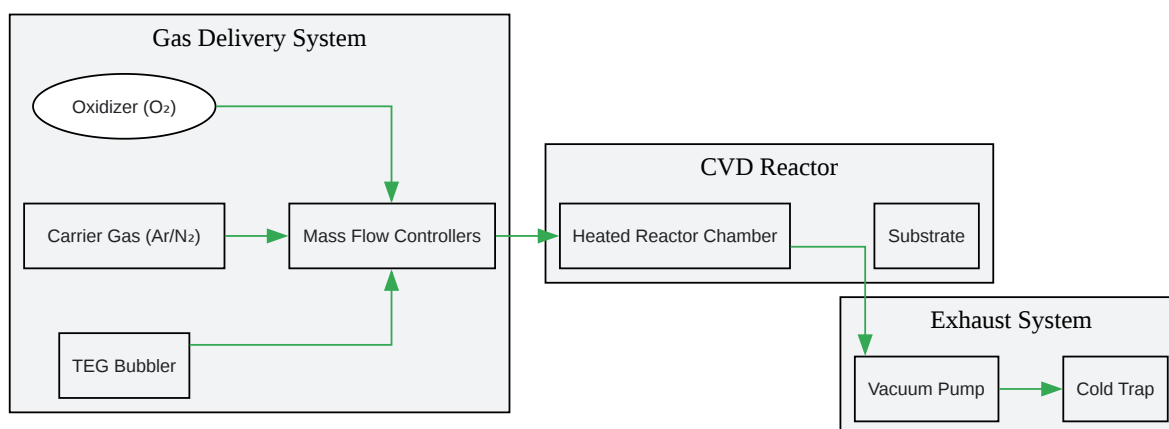 Gas Delivery System
Oxidizer (O₂)
Carrier Gas (Ar/N₂)
Mass Flow Controllers
TEG Bubbler
CVD Reactor
Heated Reactor Chamber
Substrate
Exhaust System
Vacuum Pump
Cold Trap